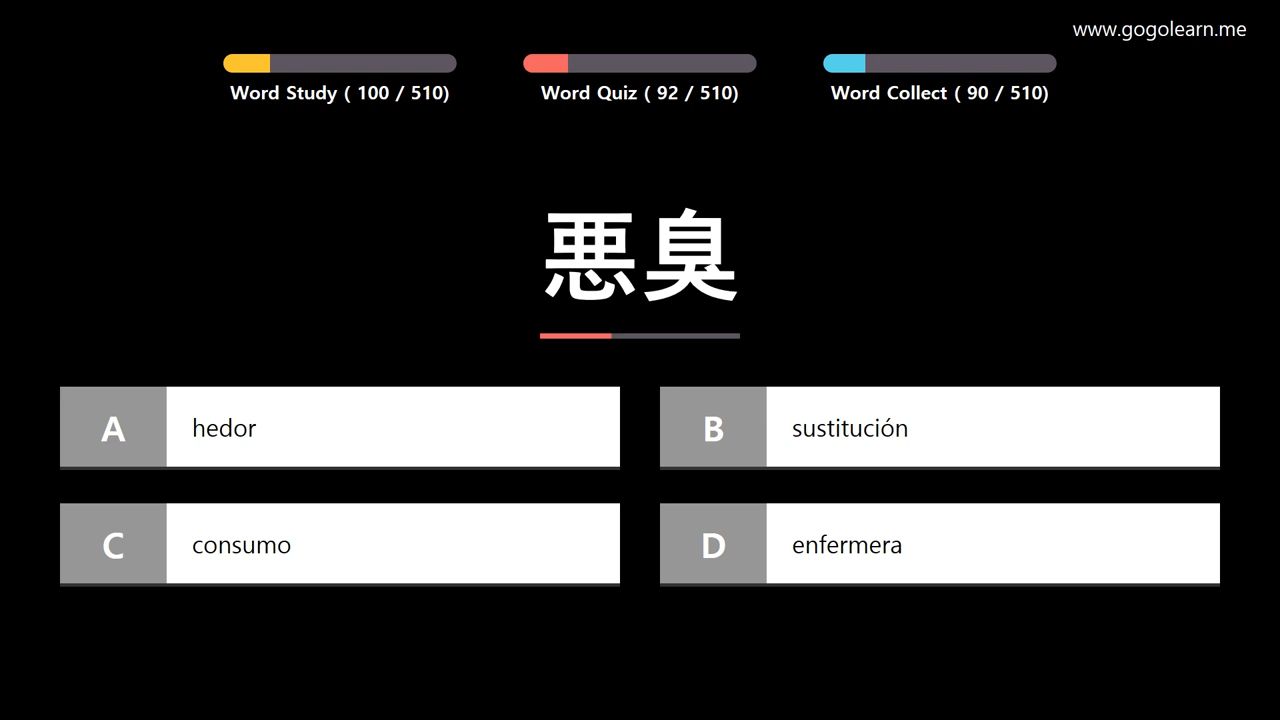 www.gogolearn.me
Word Study ( 100 / 510)
Word Quiz ( 92 / 510)
Word Collect ( 90 / 510)
悪臭
A hedor
B sustitución
C consumo
D enfermera